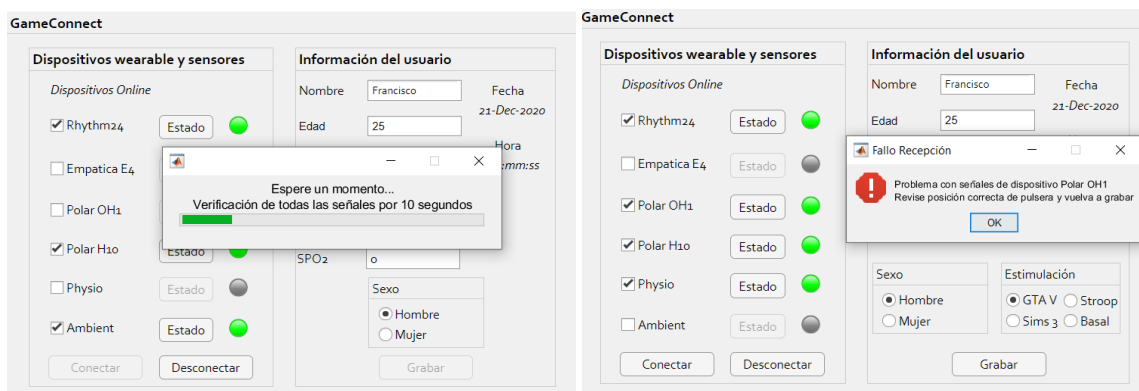 GameConnect
Dispositivos wearable y sensores
Información del usuario
Dispositivos Online
Nombre Francisco Fecha
21-Dec-2020
Rhythm24 Estado
Edad 25
Hora
:mm:ss
Empatica E4
Espere un momento...
Verificación de todas las señales por 10 segundos
Polar OH1
Polar H10 Estado
SPO2 0
Physio Estado
Sexo
Hombre
Mujer
Ambient Estado
Conectar Desconectar Grabar
GameConnect
Dispositivos wearable y sensores
Información del usuario
Dispositivos Online
Nombre Francisco Fecha
21-Dec-2020
Rhythm24 Estado
Edad 25
Fallo Recepción
Problema con señales de dispositivo Polar OH1
Revise posición correcta de pulsera y vuelva a grabar
OK
Empatica E4 Estado
Polar OH1 Estado
Polar H10 Estado
Physio Estado
Sexo
Hombre
Mujer
Estimulación
GTA V Stroop
Sims 3 Basal
Ambient Estado
Conectar Desconectar Grabar